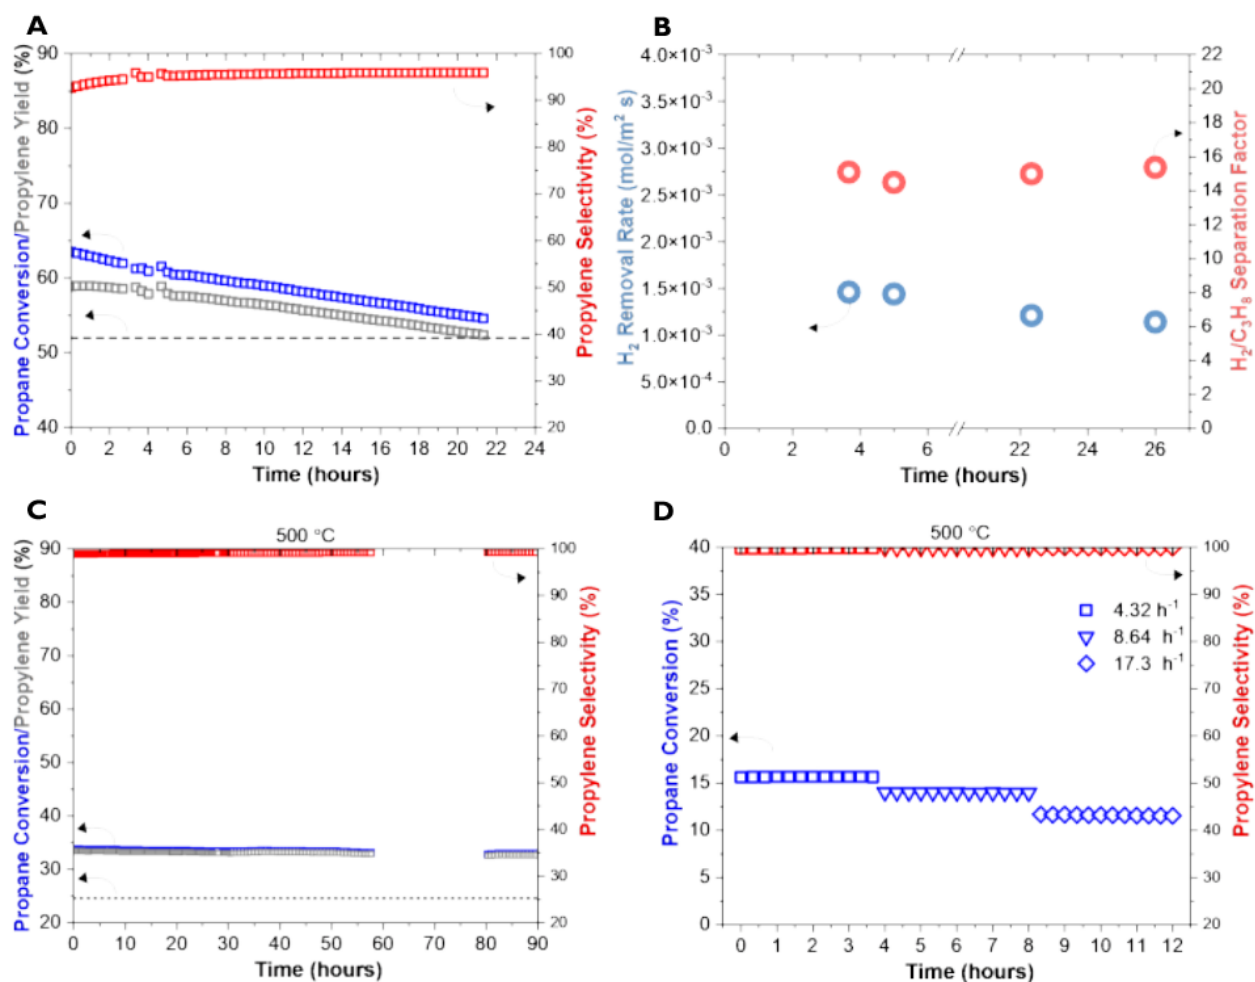 A
90
80
70
60
50
40
Propane Conversion/Propylene Yield (%)
100
90
80
70
60
50
40
30
20
Propylene Selectivity (%)
0 2 4 6 8 10 12 14 16 18 20 22 24
Time (hours)
B
4.0×10⁻³
3.5×10⁻³
3.0×10⁻³
2.5×10⁻³
2.0×10⁻³
1.5×10⁻³
1.0×10⁻³
5.0×10⁻⁴
0.0
H₂ Removal Rate (mol/m² s)
22
20
18
16
14
12
10
8
6
4
2
0
H₂/C₃H₈ Separation Factor
0 2 4 6 22 24 26
Time (hours)
C
500 °C
90
80
70
60
50
40
30
20
Propane Conversion/Propylene Yield (%)
100
90
80
70
60
50
40
30
20
Propylene Selectivity (%)
0 10 20 30 40 50 60 70 80 90
Time (hours)
D
500 °C
40
35
30
25
20
15
10
5
0
Propane Conversion (%)
4.32 h⁻¹
8.64 h⁻¹
17.3 h⁻¹
100
90
80
70
60
50
40
30
20
Propylene Selectivity (%)
0 1 2 3 4 5 6 7 8 9 10 11 12
Time (hours)